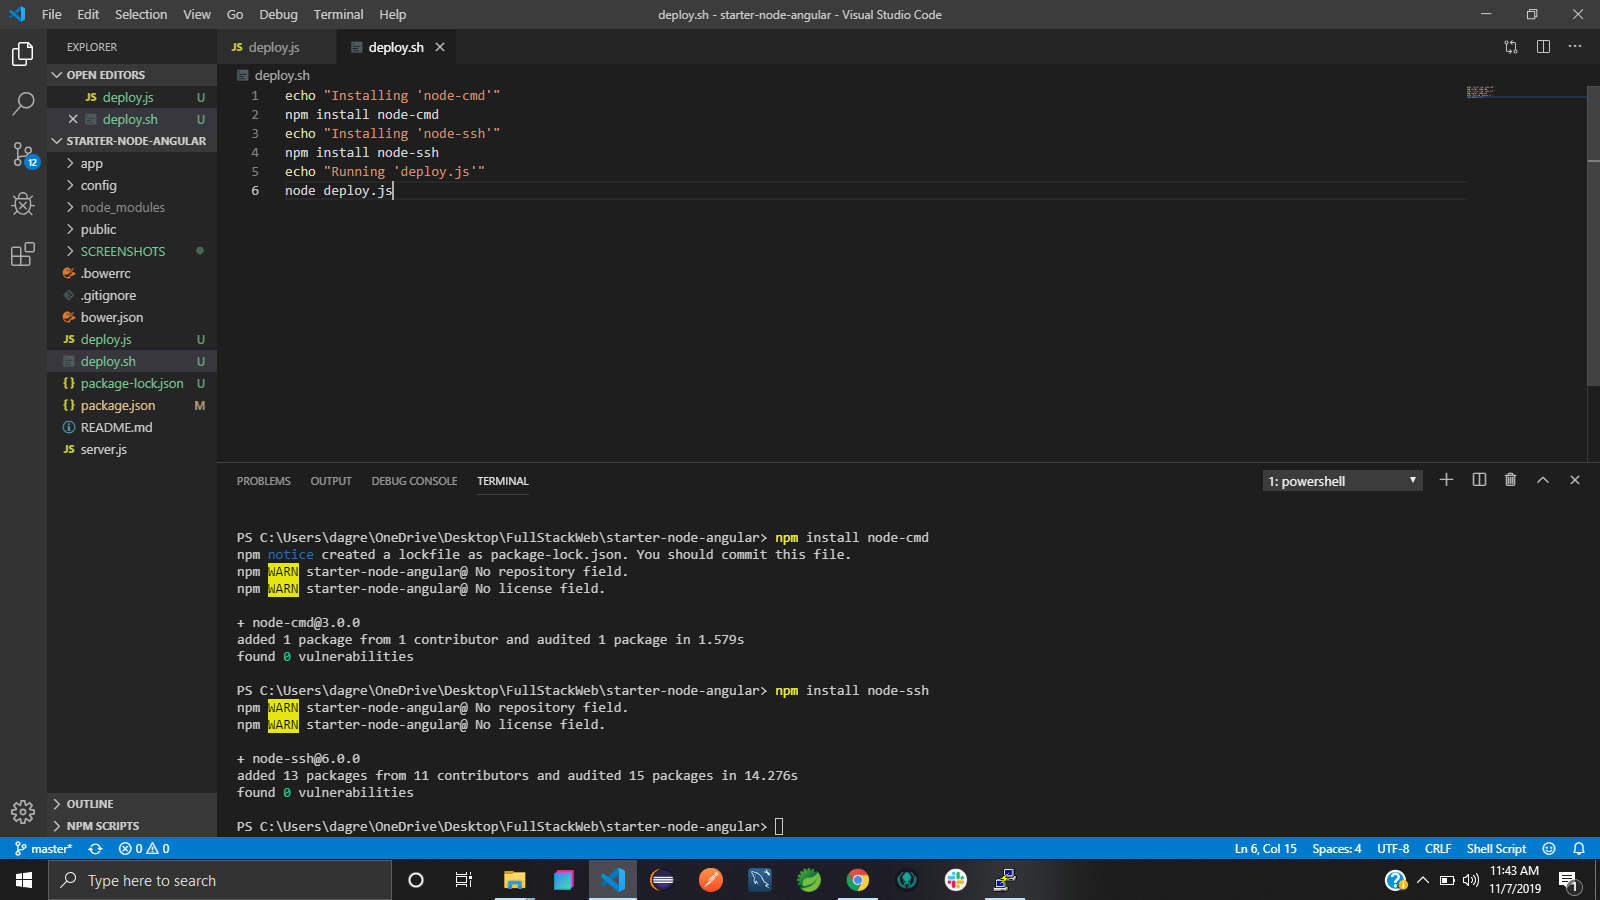 File Edit Selection View Go Debug Terminal Help
deploy.sh - starter-node-angular - Visual Studio Code
EXPLORER
OPEN EDITORS
JS deploy.js U
deploy.sh U
STARTER-NODE-ANGULAR
app
config
node_modules
public
SCREENSHOTS
.bowerrc
.gitignore
bower.json
JS deploy.js U
deploy.sh U
{} package-lock.json U
{} package.json M
README.md
JS server.js
OUTLINE
NPM SCRIPTS
12
JS deploy.js
deploy.sh
deploy.sh
1 echo "Installing 'node-cmd'"
2 npm install node-cmd
3 echo "Installing 'node-ssh'"
4 npm install node-ssh
5 echo "Running 'deploy.js'"
6 node deploy.js
PROBLEMS OUTPUT DEBUG CONSOLE TERMINAL
1: powershell
PS C:\Users\dagre\OneDrive\Desktop\FullStackWeb\starter-node-angular> npm install node-cmd
npm notice created a lockfile as package-lock.json. You should commit this file.
npm WARN starter-node-angular@ No repository field.
npm WARN starter-node-angular@ No license field.
+ node-cmd@3.0.0
added 1 package from 1 contributor and audited 1 package in 1.579s
found 0 vulnerabilities
PS C:\Users\dagre\OneDrive\Desktop\FullStackWeb\starter-node-angular> npm install node-ssh
npm WARN starter-node-angular@ No repository field.
npm WARN starter-node-angular@ No license field.
+ node-ssh@6.0.0
added 13 packages from 11 contributors and audited 15 packages in 14.276s
found 0 vulnerabilities
PS C:\Users\dagre\OneDrive\Desktop\FullStackWeb\starter-node-angular>
master* 0 0
Ln 6, Col 15 Spaces: 4 UTF-8 CRLF Shell Script
Type here to search
11:43 AM
11/7/2019
1